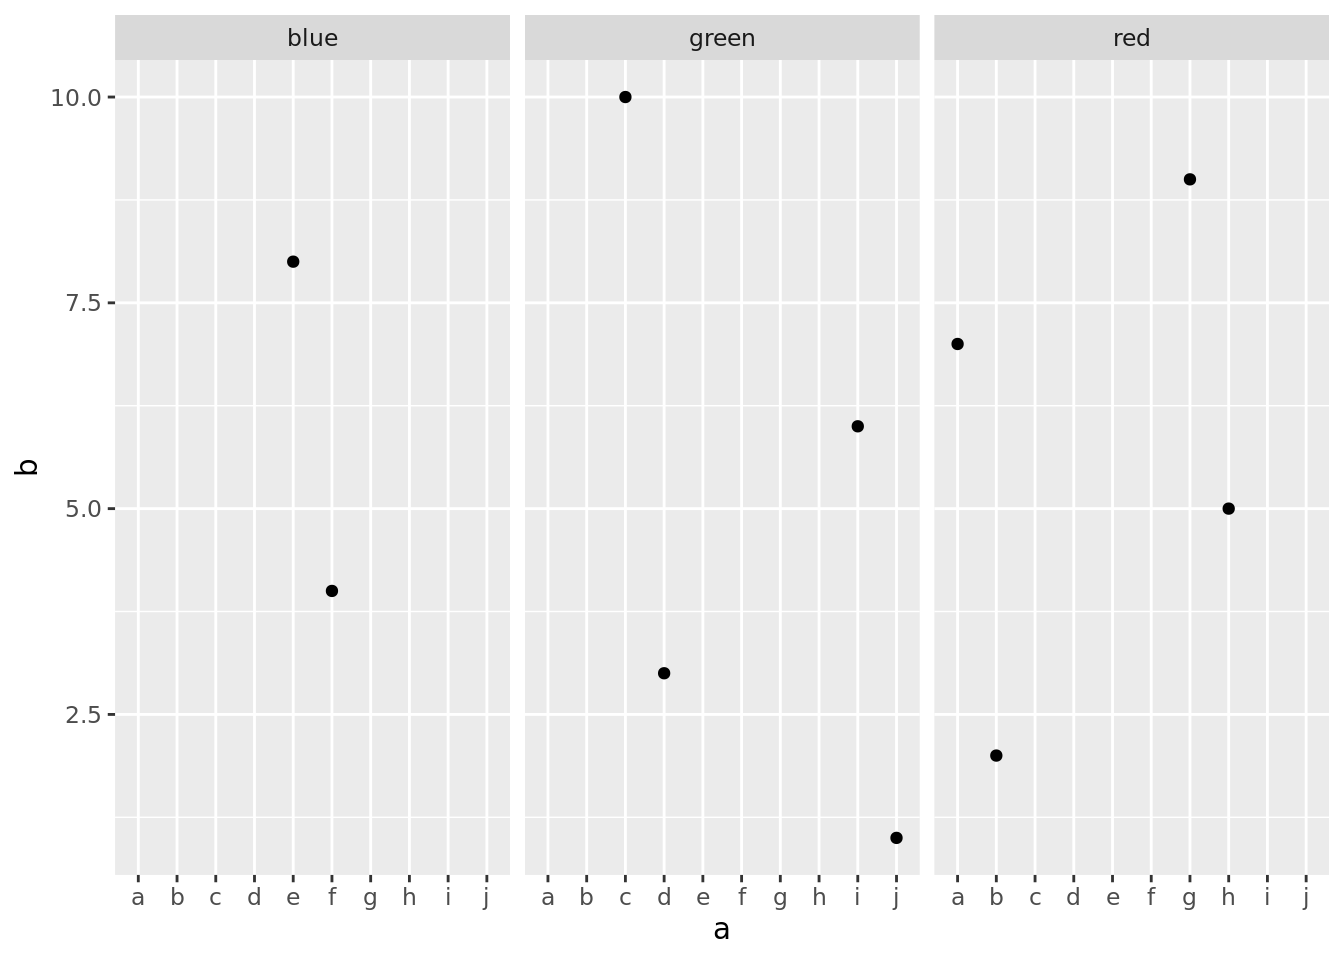 blue green red
10.0
7.5
5.0
2.5
b
a b c d e f g h i j a b c d e f g h i j a b c d e f g h i j
a